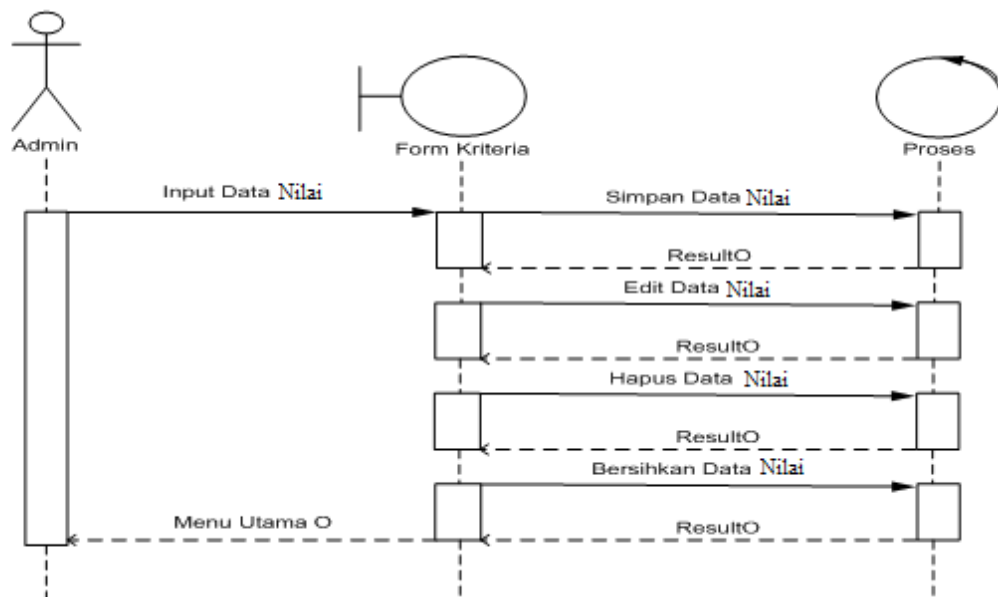 Admin
Form Kriteria
Proses
Input Data Nilai
Simpan Data Nilai
ResultO
Edit Data Nilai
ResultO
Hapus Data Nilai
ResultO
Bersihkan Data Nilai
Menu Utama O
ResultO